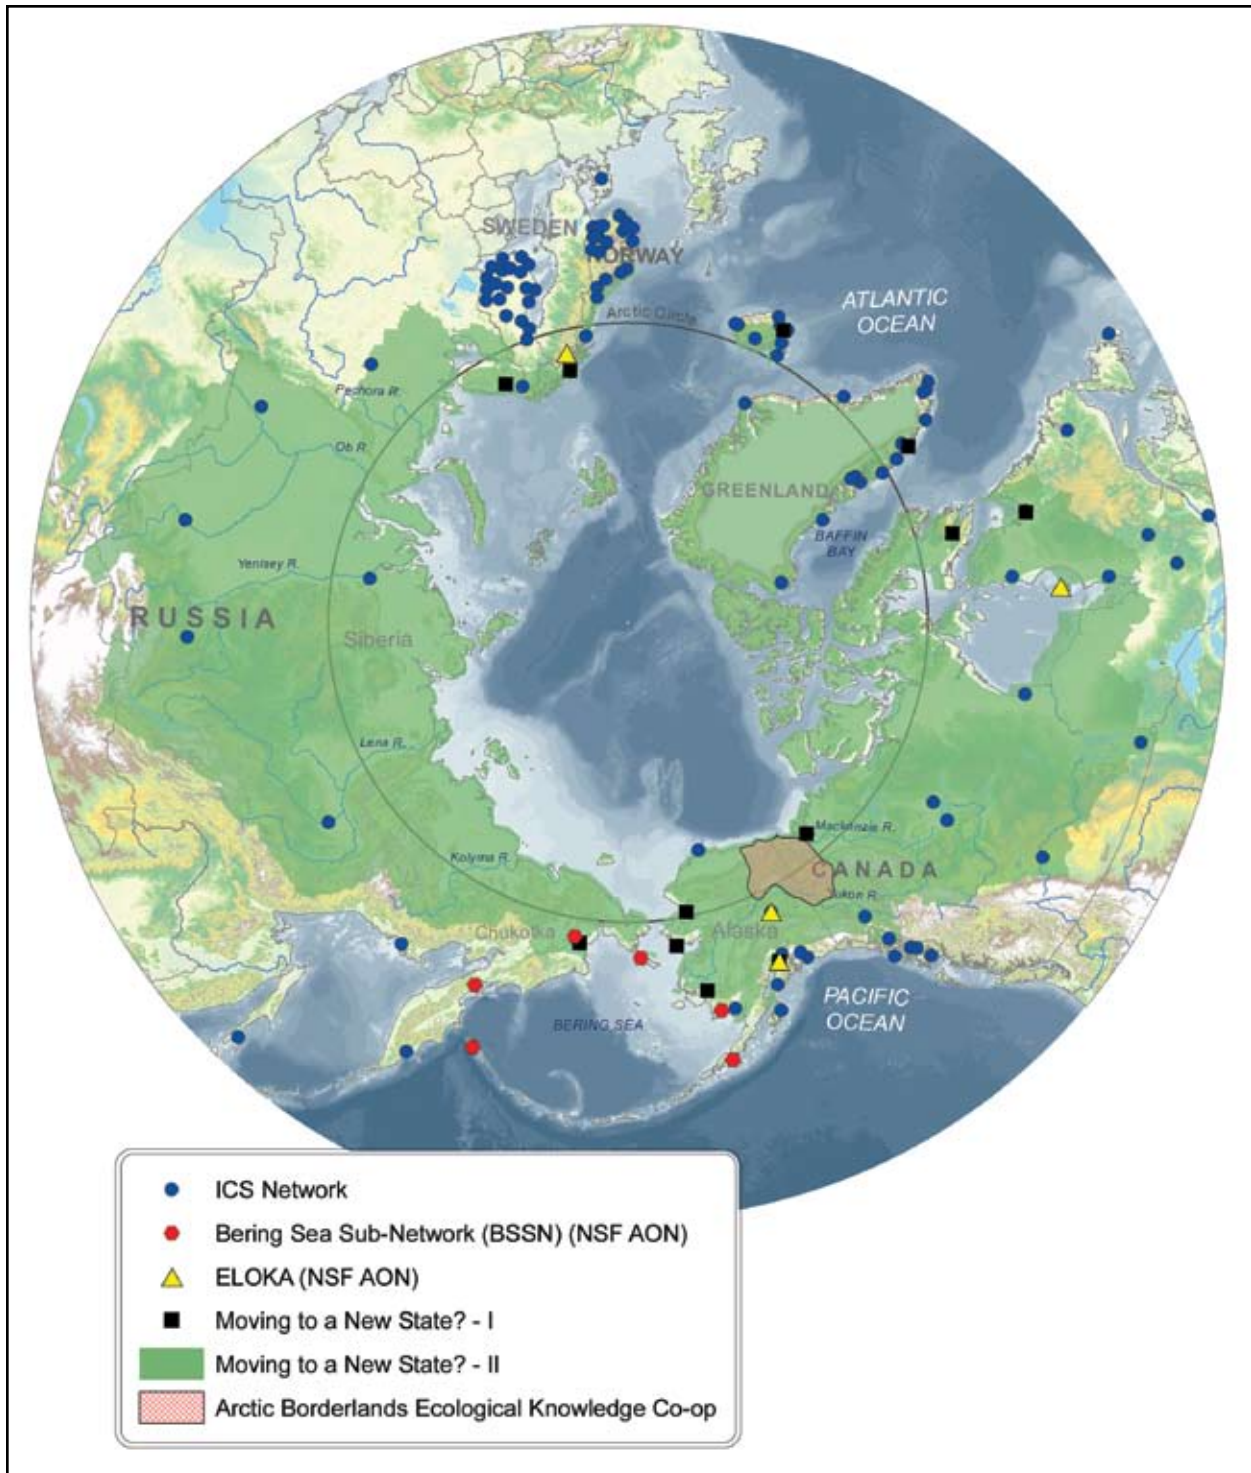 SWEDEN
NORWAY
Arctic Circle
ATLANTIC
OCEAN
Pechora R.
Ob R.
GREENLAND
BAFFIN
BAY
Yenisey R.
RUSSIA
Siberia
Lena R.
Mackenzie R.
Kolyma R.
CANADA
Yukon R.
Chukotka
Alaska
PACIFIC
OCEAN
BERING SEA
ICS Network
Bering Sea Sub-Network (BSSN) (NSF AON)
ELOKA (NSF AON)
Moving to a New State? - I
Moving to a New State? - II
Arctic Borderlands Ecological Knowledge Co-op